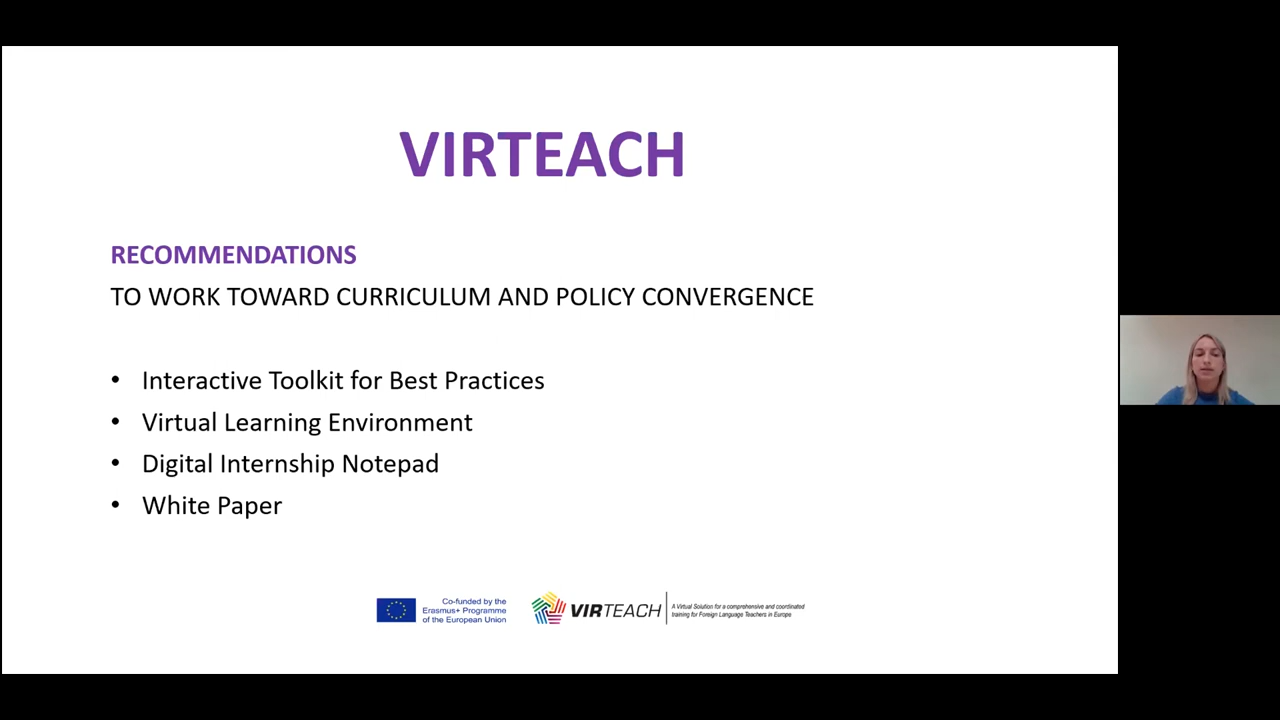 VIRTEACH
RECOMMENDATIONS
TO WORK TOWARD CURRICULUM AND POLICY CONVERGENCE
• Interactive Toolkit for Best Practices
• Virtual Learning Environment
• Digital Internship Notepad
• White Paper
Co-funded by the
Erasmus+ Programme
of the European Union
VIRTEACH
A Virtual Solution for a comprehensive and coordinated
training for Foreign Language Teachers in Europe